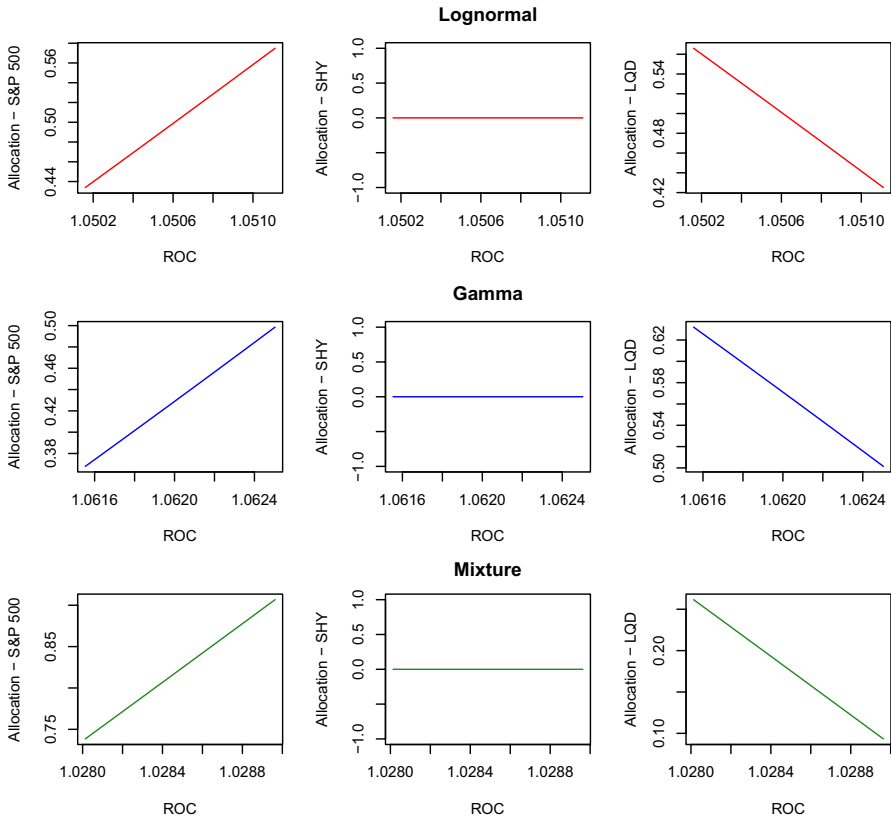 Lognormal
Allocation − S&P 500
0.44 0.50 0.56
1.0502 1.0506 1.0510
ROC
Allocation − SHY
−1.0 0.0 0.5 1.0
1.0502 1.0506 1.0510
ROC
Allocation − LQD
0.42 0.48 0.54
1.0502 1.0506 1.0510
ROC
Gamma
Allocation − S&P 500
0.38 0.42 0.46 0.50
1.0616 1.0620 1.0624
ROC
Allocation − SHY
−1.0 0.0 0.5 1.0
1.0616 1.0620 1.0624
ROC
Allocation − LQD
0.50 0.54 0.58 0.62
1.0616 1.0620 1.0624
ROC
Mixture
Allocation − S&P 500
0.75 0.85
1.0280 1.0284 1.0288
ROC
Allocation − SHY
−1.0 0.0 0.5 1.0
1.0280 1.0284 1.0288
ROC
Allocation − LQD
0.10 0.20
1.0280 1.0284 1.0288
ROC